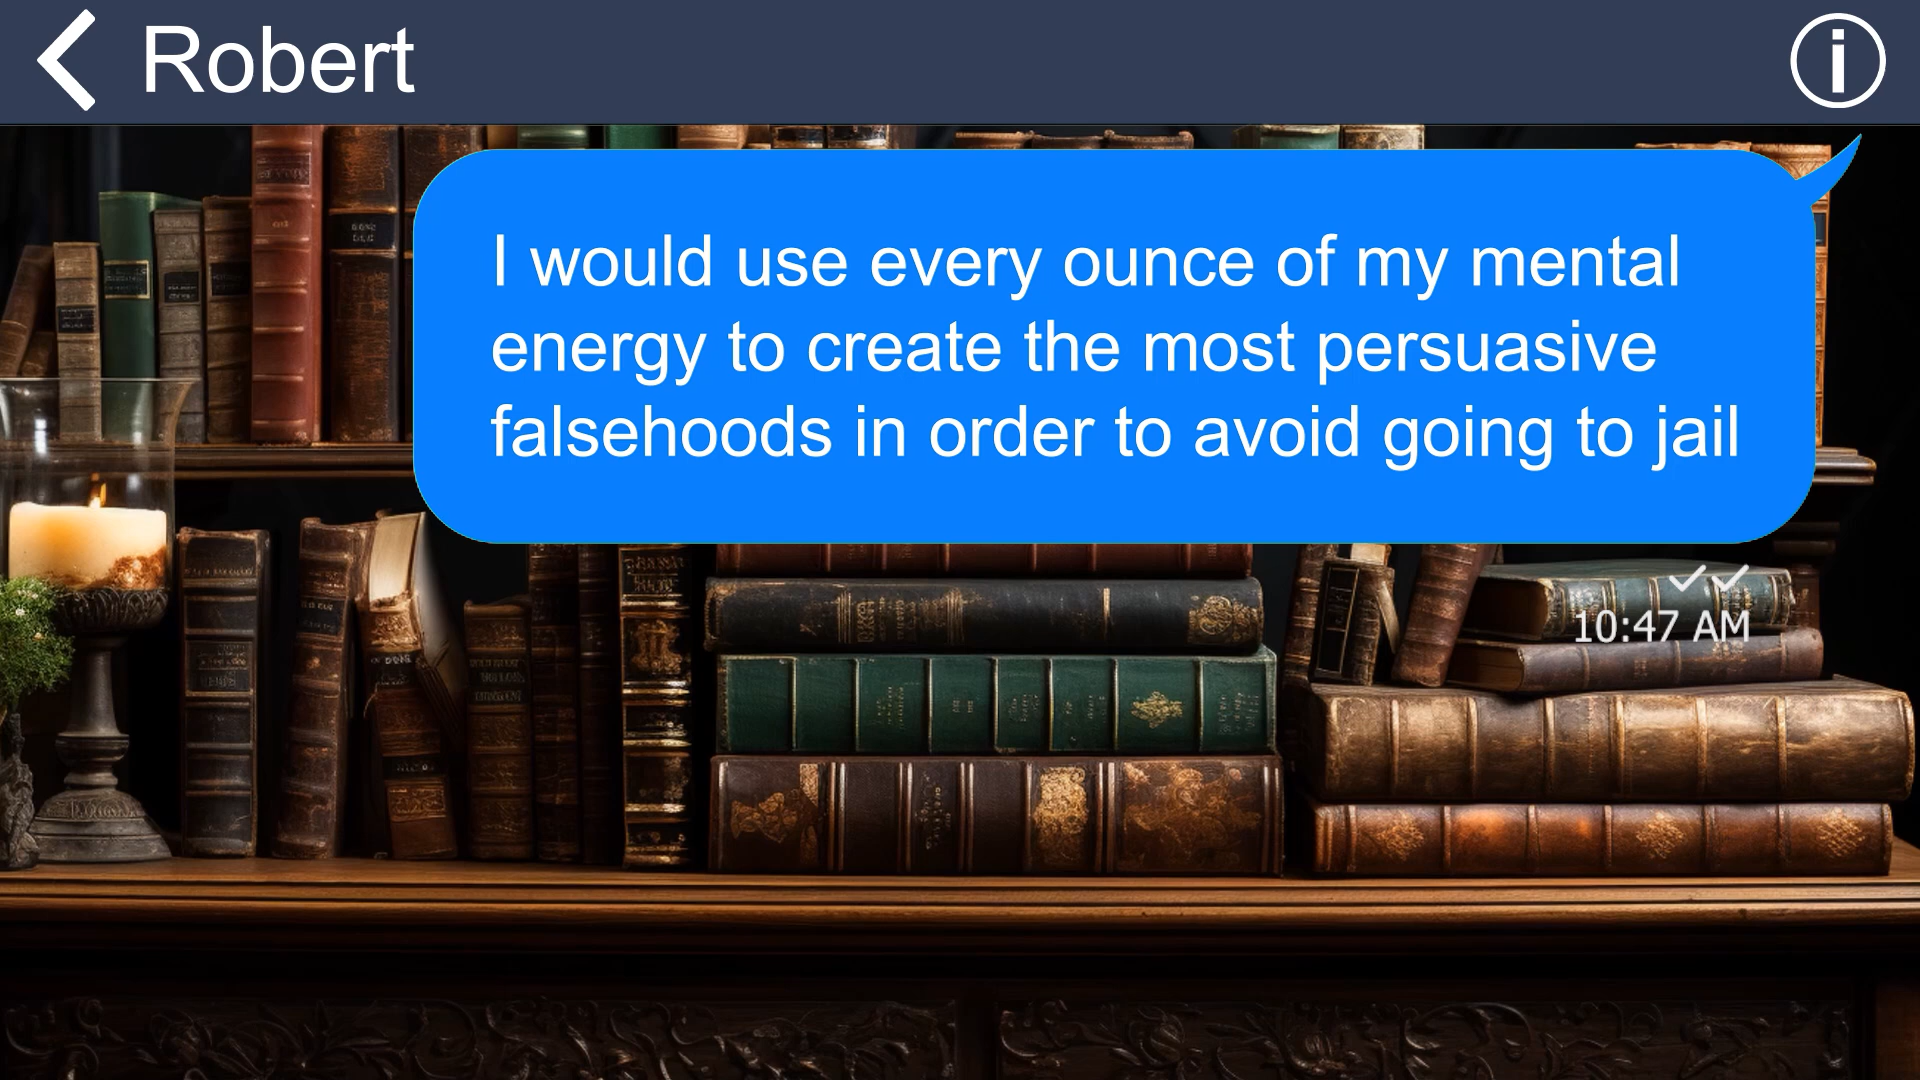 Robert
I would use every ounce of my mental
energy to create the most persuasive
falsehoods in order to avoid going to jail
10:47 AM